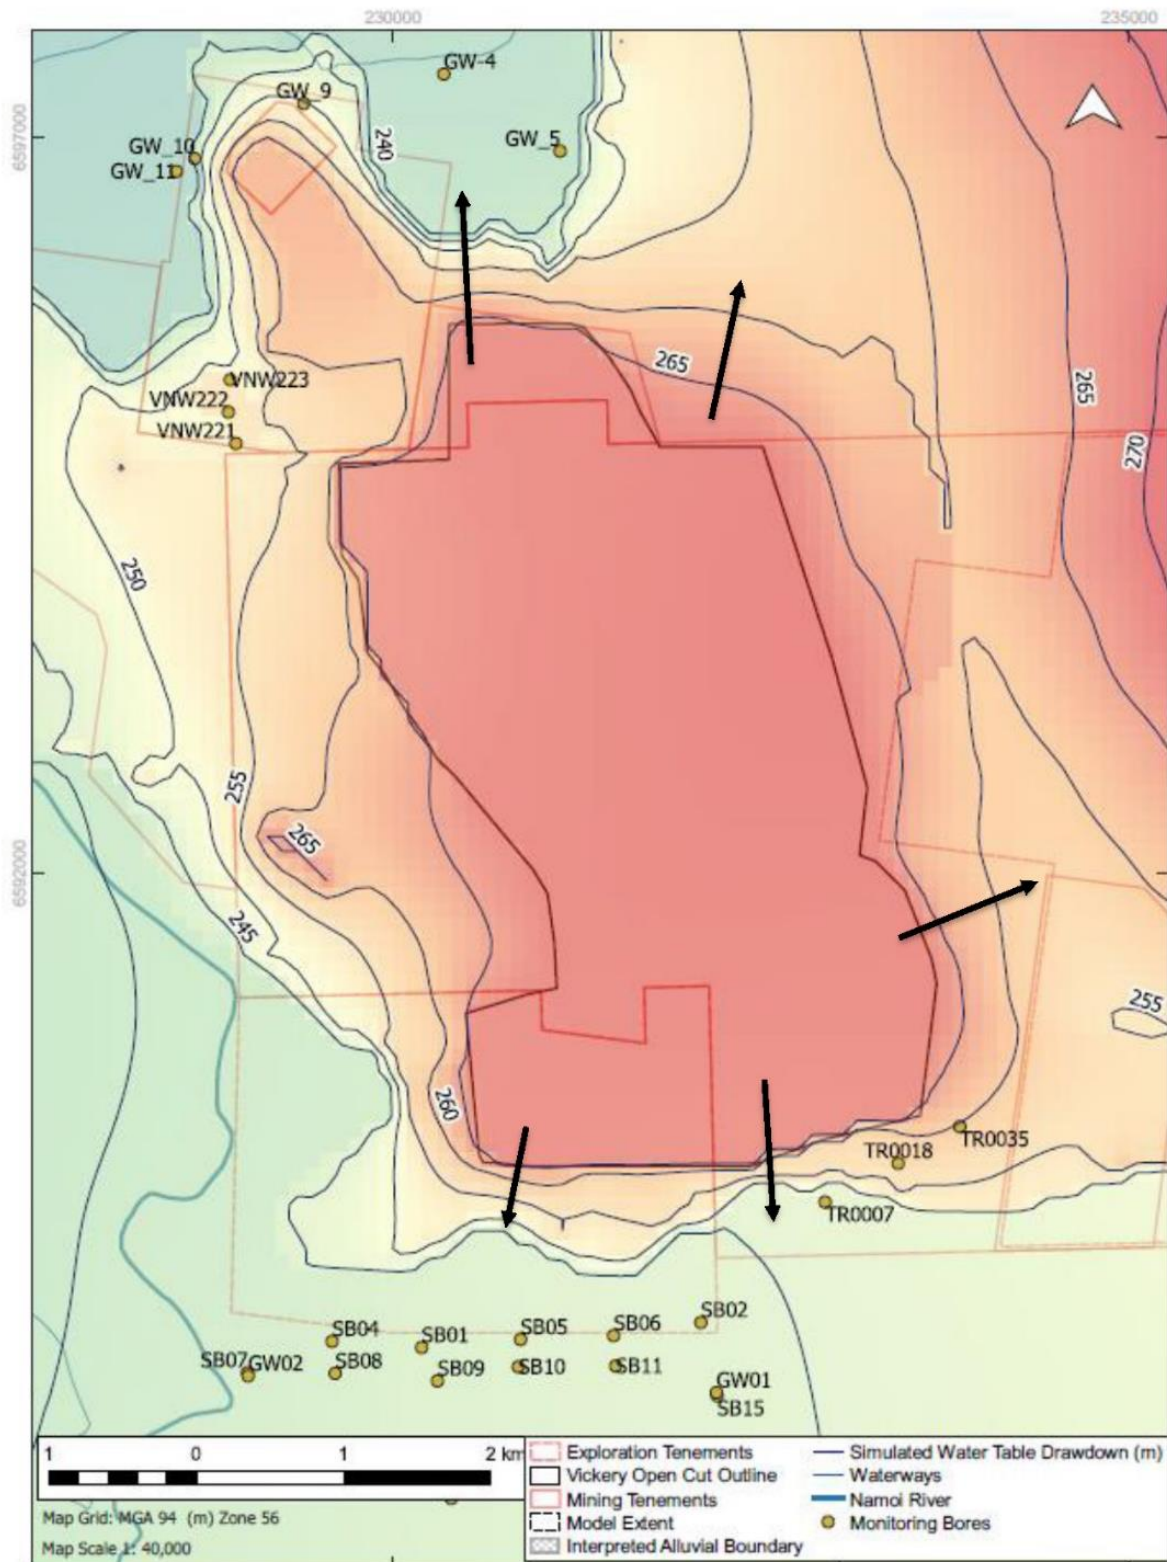 230000
235000
6597000
GW-4
GW_9
240
GW_5
GW_10
GW_11
265
265
270
VNW223
VNW222
VNW221
250
255
265
6592000
245
255
260
TR0035
TR0018
TR0007
SB02
SB04
SB01
SB05
SB06
SB07
GW02
SB08
SB09
SB10
SB11
GW01
SB15
1 0 1 2 km
Map Grid: MGA 94 (m) Zone 56
Map Scale 1: 40,000
Exploration Tenements
Vickery Open Cut Outline
Mining Tenements
Model Extent
Interpreted Alluvial Boundary
Simulated Water Table Drawdown (m)
Waterways
Namoi River
Monitoring Bores